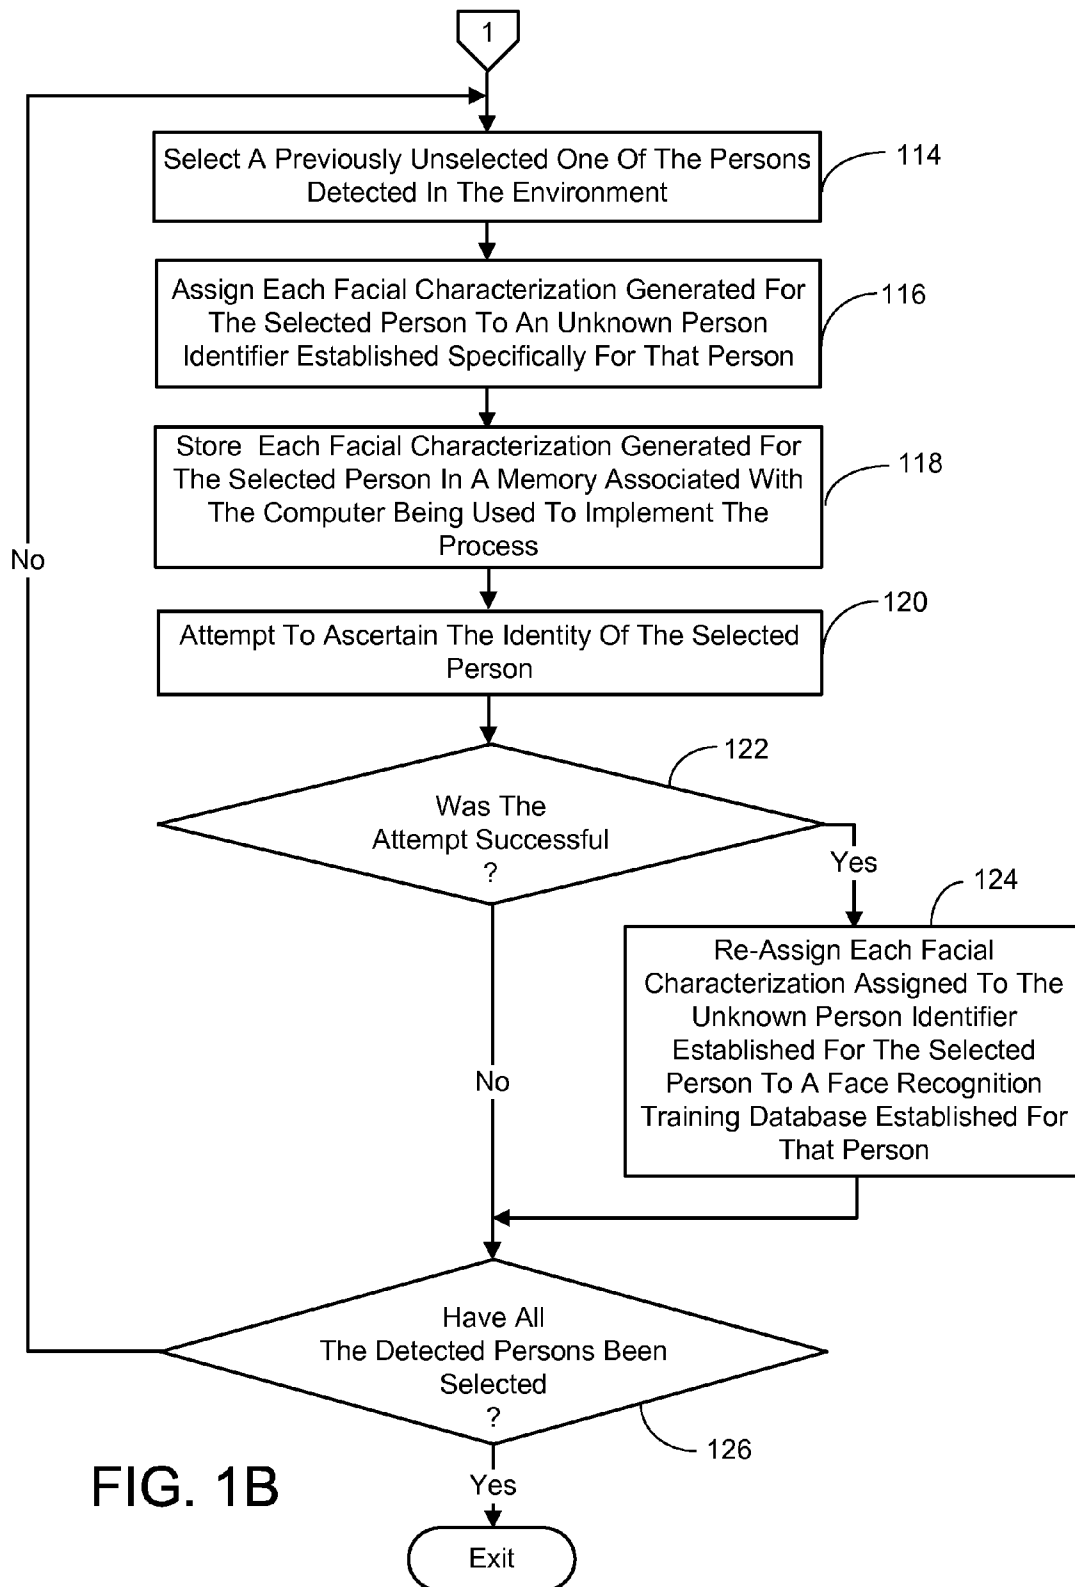 1
Select A Previously Unselected One Of The Persons
Detected In The Environment
114
Assign Each Facial Characterization Generated For
The Selected Person To An Unknown Person
Identifier Established Specifically For That Person
116
Store Each Facial Characterization Generated For
The Selected Person In A Memory Associated With
The Computer Being Used To Implement The
Process
118
No
Attempt To Ascertain The Identity Of The Selected
Person
120
Was The
Attempt Successful
?
122
Yes
124
Re-Assign Each Facial
Characterization Assigned To The
Unknown Person Identifier
Established For The Selected
Person To A Face Recognition
Training Database Established For
That Person
No
Have All
The Detected Persons Been
Selected
?
126
Yes
Exit
FIG. 1B